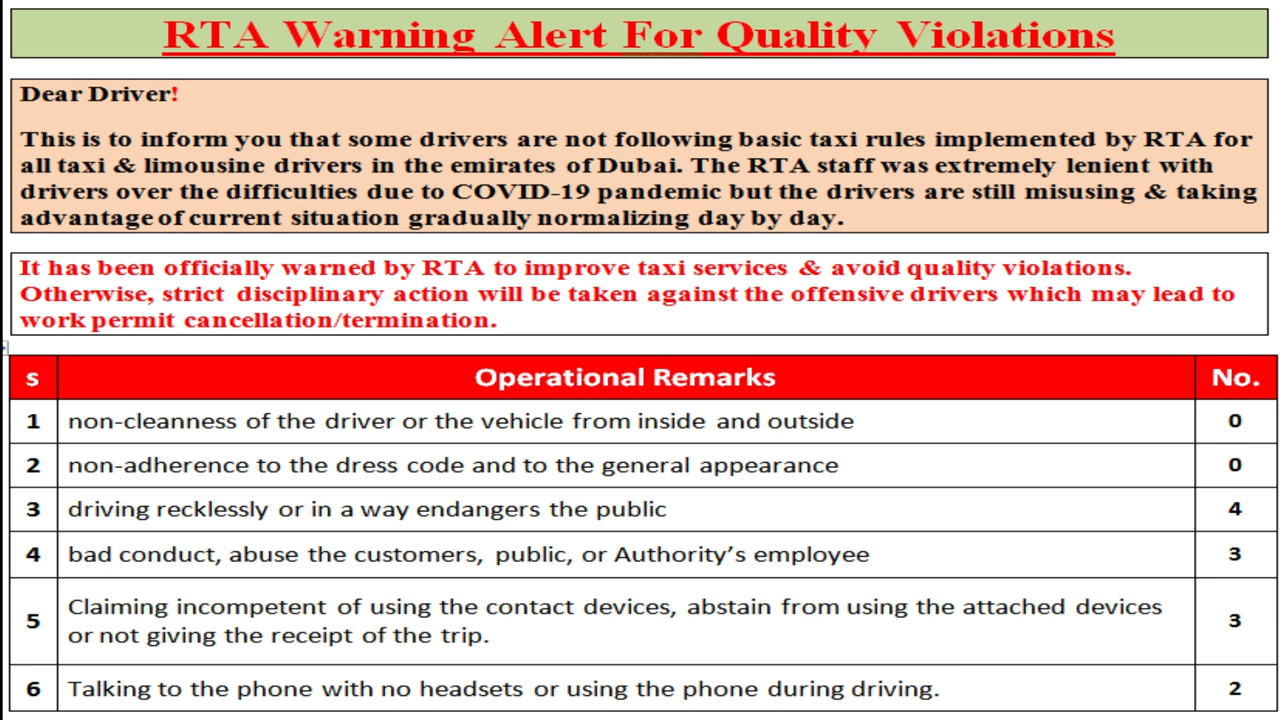 RTA Warning Alert For Quality Violations
Dear Driver!
This is to inform you that some drivers are not following basic taxi rules implemented by RTA for
all taxi & limousine drivers in the emirates of Dubai. The RTA staff was extremely lenient with
drivers over the difficulties due to COVID-19 pandemic but the drivers are still misusing & taking
advantage of current situation gradually normalizing day by day.
It has been officially warned by RTA to improve taxi services & avoid quality violations.
Otherwise, strict disciplinary action will be taken against the offensive drivers which may lead to
work permit cancellation/termination.
s Operational Remarks No.
1 non-cleanness of the driver or the vehicle from inside and outside 0
2 non-adherence to the dress code and to the general appearance 0
3 driving recklessly or in a way endangers the public 4
4 bad conduct, abuse the customers, public, or Authority’s employee 3
5 Claiming incompetent of using the contact devices, abstain from using the attached devices
or not giving the receipt of the trip. 3
6 Talking to the phone with no headsets or using the phone during driving. 2